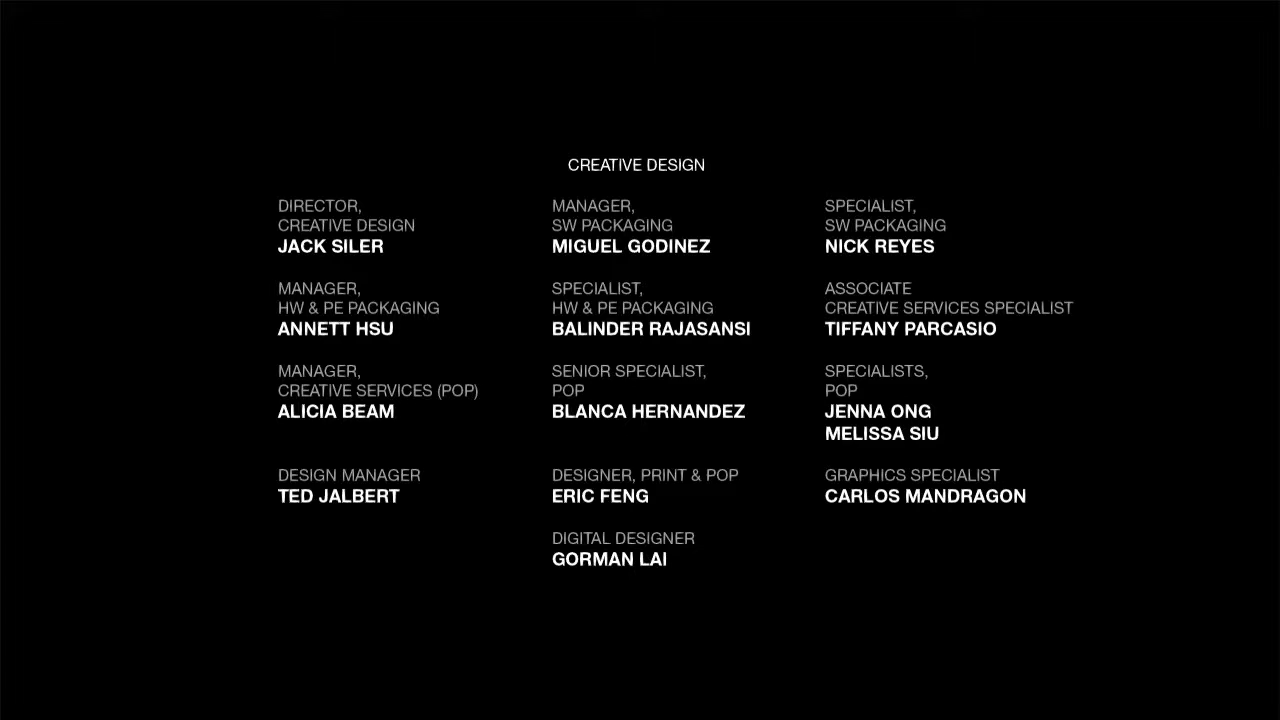 CREATIVE DESIGN
DIRECTOR,
CREATIVE DESIGN
JACK SILER
MANAGER,
SW PACKAGING
MIGUEL GODINEZ
SPECIALIST,
SW PACKAGING
NICK REYES
MANAGER,
HW & PE PACKAGING
ANNETT HSU
SPECIALIST,
HW & PE PACKAGING
BALINDER RAJASANSI
ASSOCIATE
CREATIVE SERVICES SPECIALIST
TIFFANY PARCASIO
MANAGER,
CREATIVE SERVICES (POP)
ALICIA BEAM
SENIOR SPECIALIST,
POP
BLANCA HERNANDEZ
SPECIALISTS,
POP
JENNA ONG
MELISSA SIU
DESIGN MANAGER
TED JALBERT
DESIGNER, PRINT & POP
ERIC FENG
GRAPHICS SPECIALIST
CARLOS MANDRAGON
DIGITAL DESIGNER
GORMAN LAI